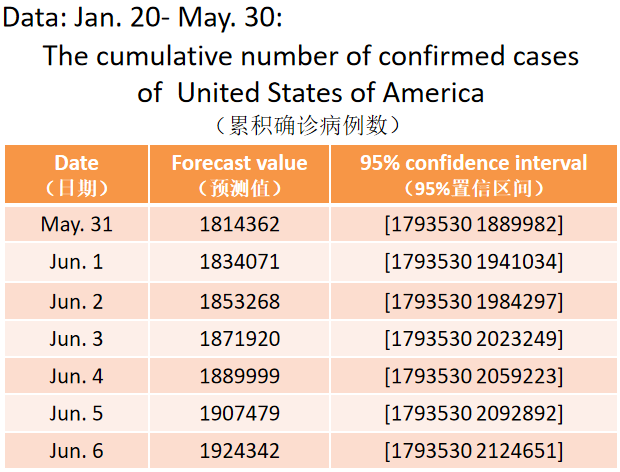 Data: Jan. 20- May. 30:
The cumulative number of confirmed cases
of United States of America
（累积确诊病例数）
Date Forecast value 95% confidence interval
（日期） （预测值） （95%置信区间）
May. 31 1814362 [1793530 1889982]
Jun. 1 1834071 [1793530 1941034]
Jun. 2 1853268 [1793530 1984297]
Jun. 3 1871920 [1793530 2023249]
Jun. 4 1889999 [1793530 2059223]
Jun. 5 1907479 [1793530 2092892]
Jun. 6 1924342 [1793530 2124651]